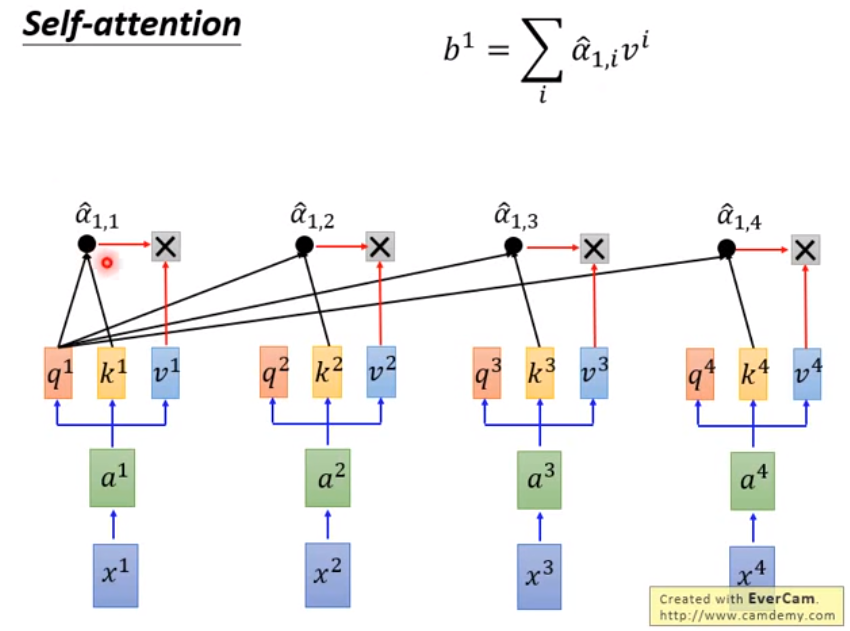 Self-attention
b¹ = ∑ᵢ α̂₁,ᵢvⁱ
α̂₁,₁ α̂₁,₂ α̂₁,₃ α̂₁,₄
q¹ k¹ v¹ q² k² v² q³ k³ v³ q⁴ k⁴ v⁴
a¹ a² a³ a⁴
x¹ x² x³ x⁴
Created with EverCam.
http://www.camdemy.com